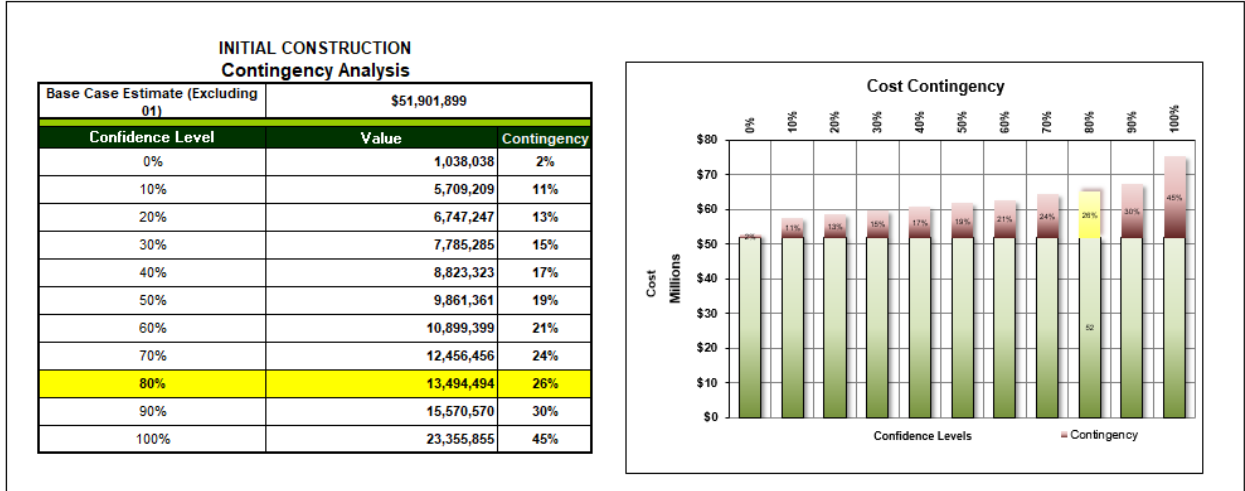 INITIAL CONSTRUCTION
Contingency Analysis
Base Case Estimate (Excluding
01)
$51,901,899
Confidence Level Value Contingency
0% 1,038,038 2%
10% 5,709,209 11%
20% 6,747,247 13%
30% 7,785,285 15%
40% 8,823,323 17%
50% 9,861,361 19%
60% 10,899,399 21%
70% 12,456,456 24%
80% 13,494,494 26%
90% 15,570,570 30%
100% 23,355,855 45%
Cost Contingency
0% 10% 20% 30% 40% 50% 60% 70% 80% 90% 100%
$80
$70
$60
$50
$40
$30
$20
$10
$0
Cost
Millions
2% 11% 13% 15% 17% 19% 21% 24% 26% 30% 45%
52
Confidence Levels
Contingency